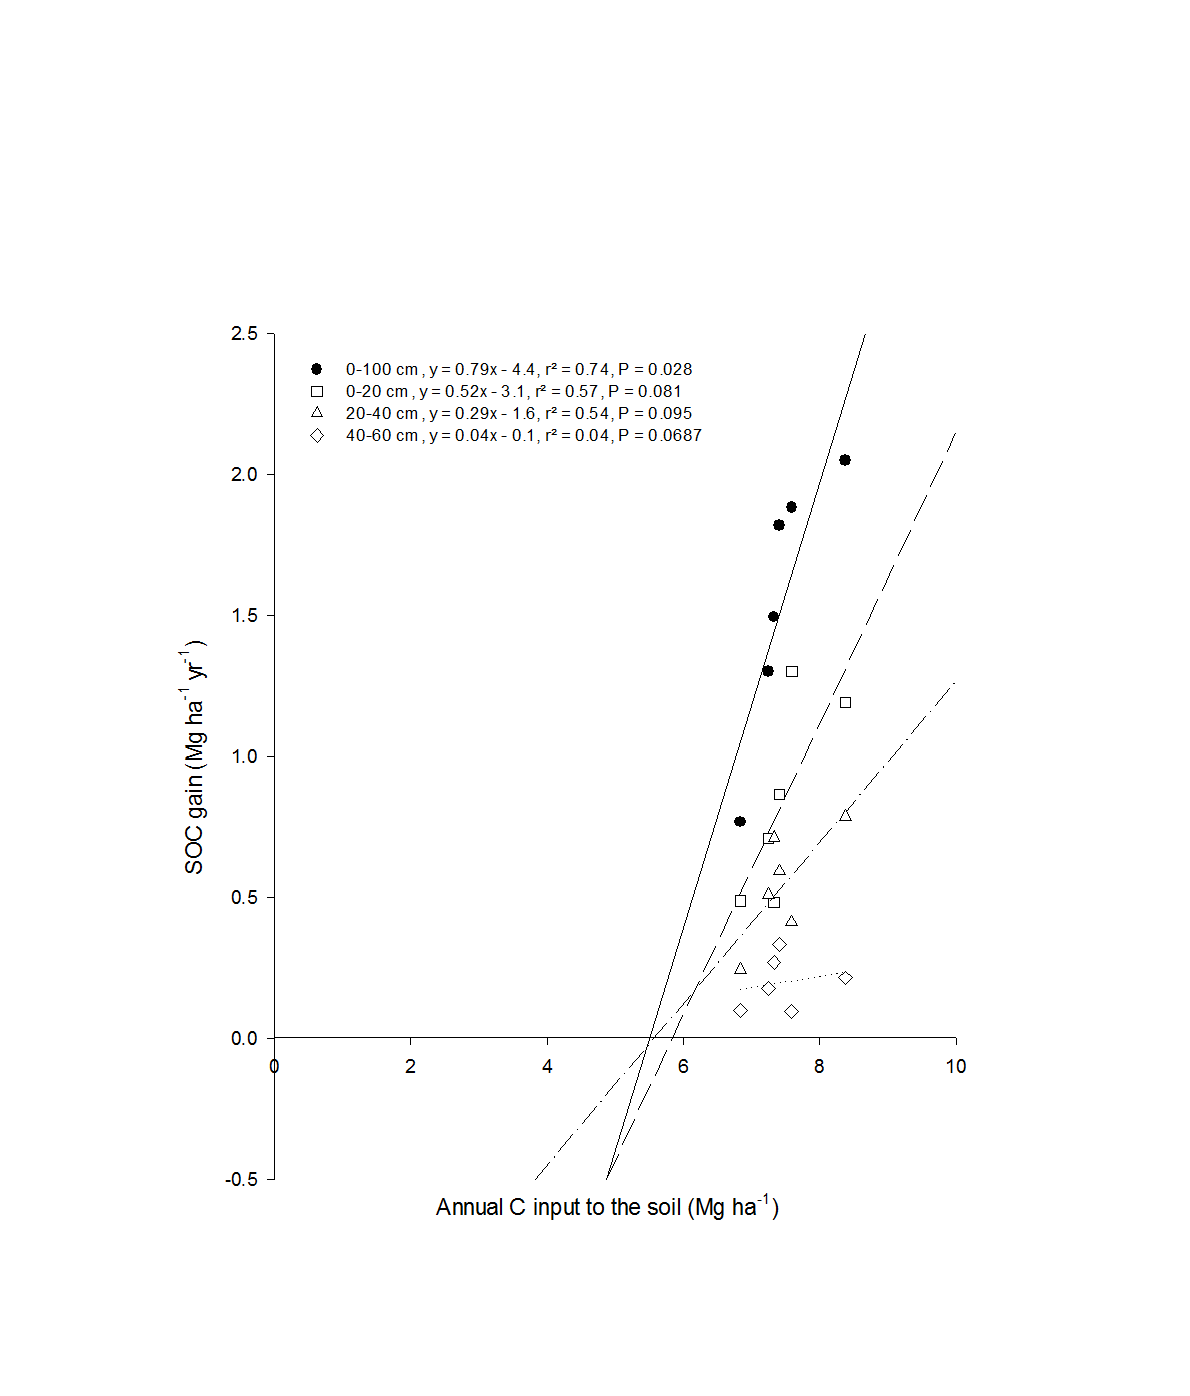 2.5
0-100 cm, y = 0.79x - 4.4, r² = 0.74, P = 0.028
0-20 cm, y = 0.52x - 3.1, r² = 0.57, P = 0.081
20-40 cm, y = 0.29x - 1.6, r² = 0.54, P = 0.095
40-60 cm, y = 0.04x - 0.1, r² = 0.04, P = 0.0687
2.0
1.5
1.0
0.5
0.0
-0.5
SOC gain (Mg ha⁻¹ yr⁻¹)
0 2 4 6 8 10
Annual C input to the soil (Mg ha⁻¹)